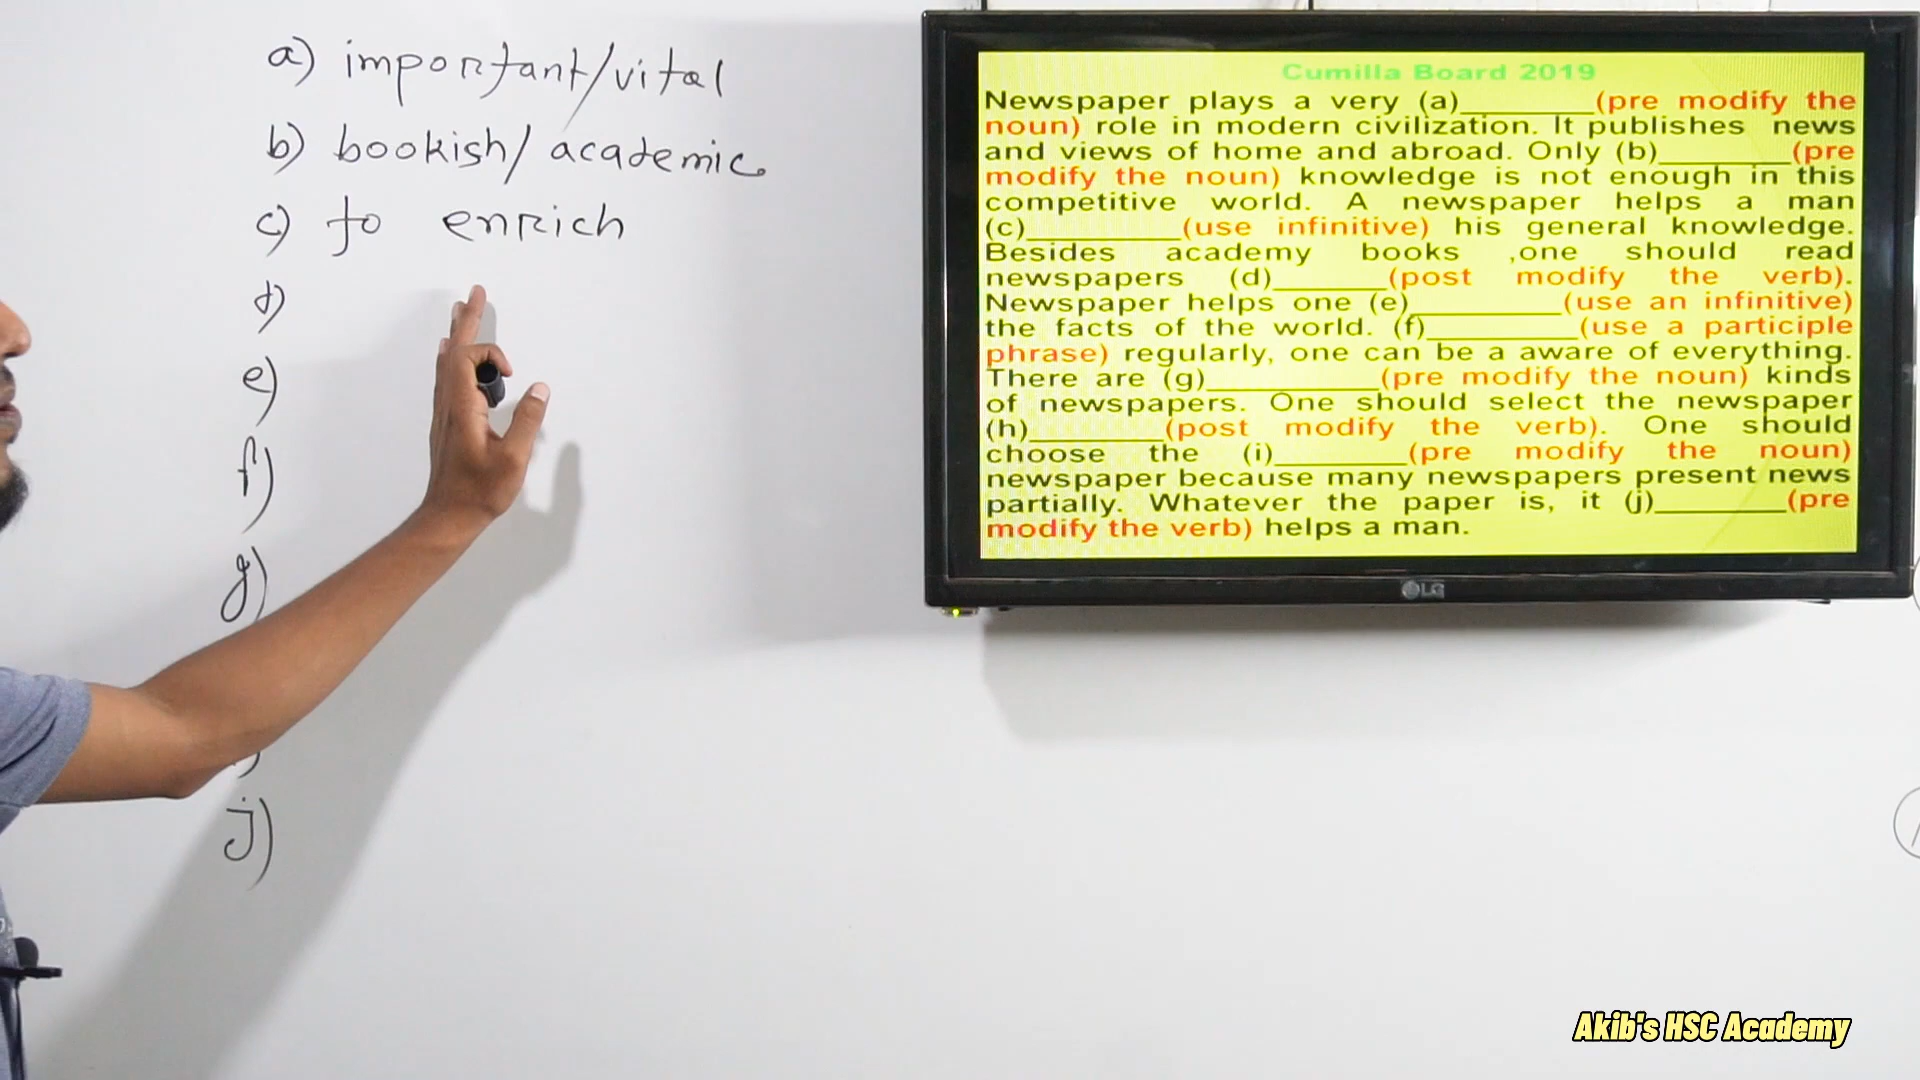 a) important/vital
b) bookish/ academic
c) to enrich
d)
e)
f)
g)
j)
Cumilla Board 2019
Newspaper plays a very (a)________(pre modify the
noun) role in modern civilization. It publishes news
and views of home and abroad. Only (b)________(pre
modify the noun) knowledge is not enough in this
competitive world. A newspaper helps a man
(c)_________(use infinitive) his general knowledge.
Besides academy books ,one should read
newspapers (d)_______(post modify the verb).
Newspaper helps one (e)_________(use an infinitive)
the facts of the world. (f)_________(use a participle
phrase) regularly, one can be a aware of everything.
There are (g)__________(pre modify the noun) kinds
of newspapers. One should select the newspaper
(h)________(post modify the verb). One should
choose the (i)________(pre modify the noun)
newspaper because many newspapers present news
partially. Whatever the paper is, it (j)________(pre
modify the verb) helps a man.
LG
Akib's HSC Academy